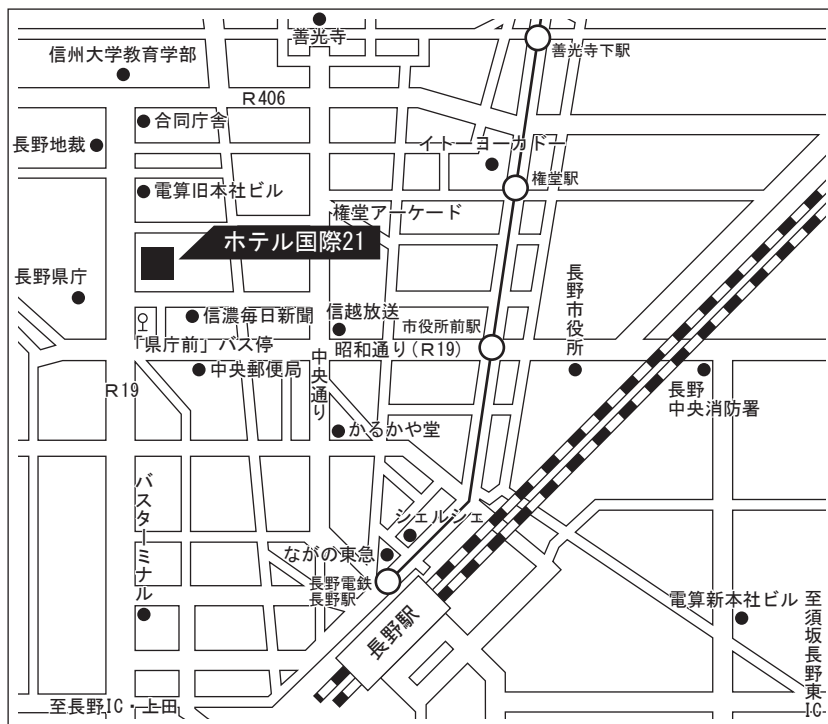 善光寺
善光寺下駅
信州大学教育学部
R406
合同庁舎
長野地裁
イトーヨーカドー
権堂駅
電算旧本社ビル
権堂アーケード
ホテル国際21
長野県庁
長野市役所
信濃毎日新聞
信越放送
市役所前駅
「県庁前」バス停
昭和通り(R19)
中央郵便局
中央通り
長野
中央消防署
R19
かるかや堂
バスターミナル
シェルシェ
ながの東急
長野電鉄
長野駅
長野駅
電算新本社ビル
至須坂長野東IC
至長野IC・上田